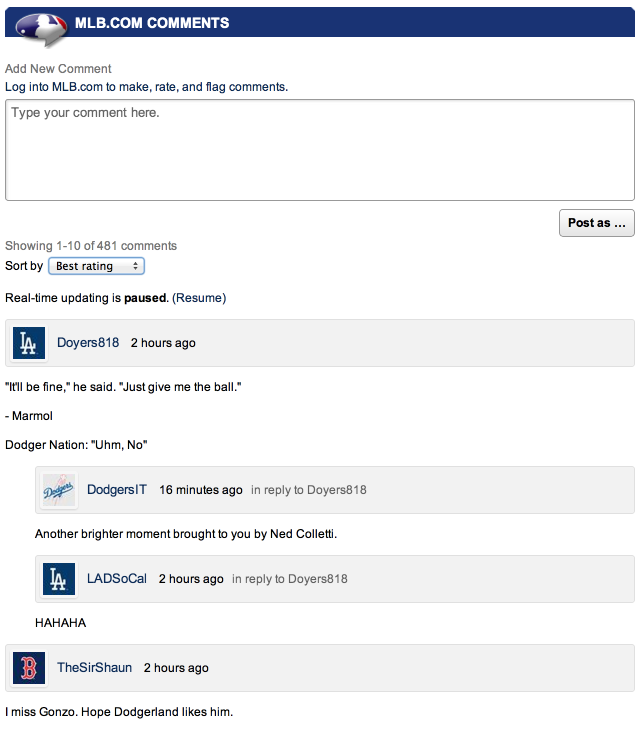 MLB.COM COMMENTS
Add New Comment
Log into MLB.com to make, rate, and flag comments.
Type your comment here.
Post as ...
Showing 1-10 of 481 comments
Sort by Best rating
Real-time updating is paused. (Resume)
LA Doyers818 2 hours ago
"It'll be fine," he said. "Just give me the ball."
- Marmol
Dodger Nation: "Uhm, No"
Dodgers DodgersIT 16 minutes ago in reply to Doyers818
Another brighter moment brought to you by Ned Colletti.
LA LADSoCal 2 hours ago in reply to Doyers818
HAHAHA
B TheSirShaun 2 hours ago
I miss Gonzo. Hope Dodgerland likes him.